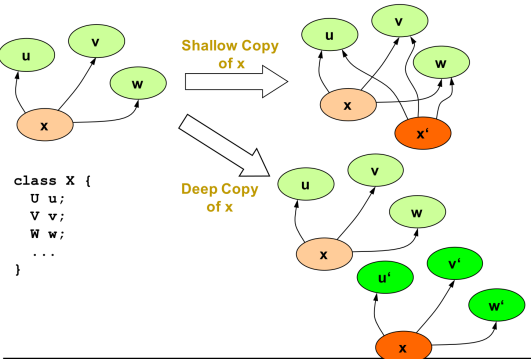 u
v
w
x
Shallow Copy
of x
u
v
w
x
x‘
class X {
U u;
V v;
W w;
...
}
Deep Copy
of x
u
v
w
x
u‘
v‘
w‘
x